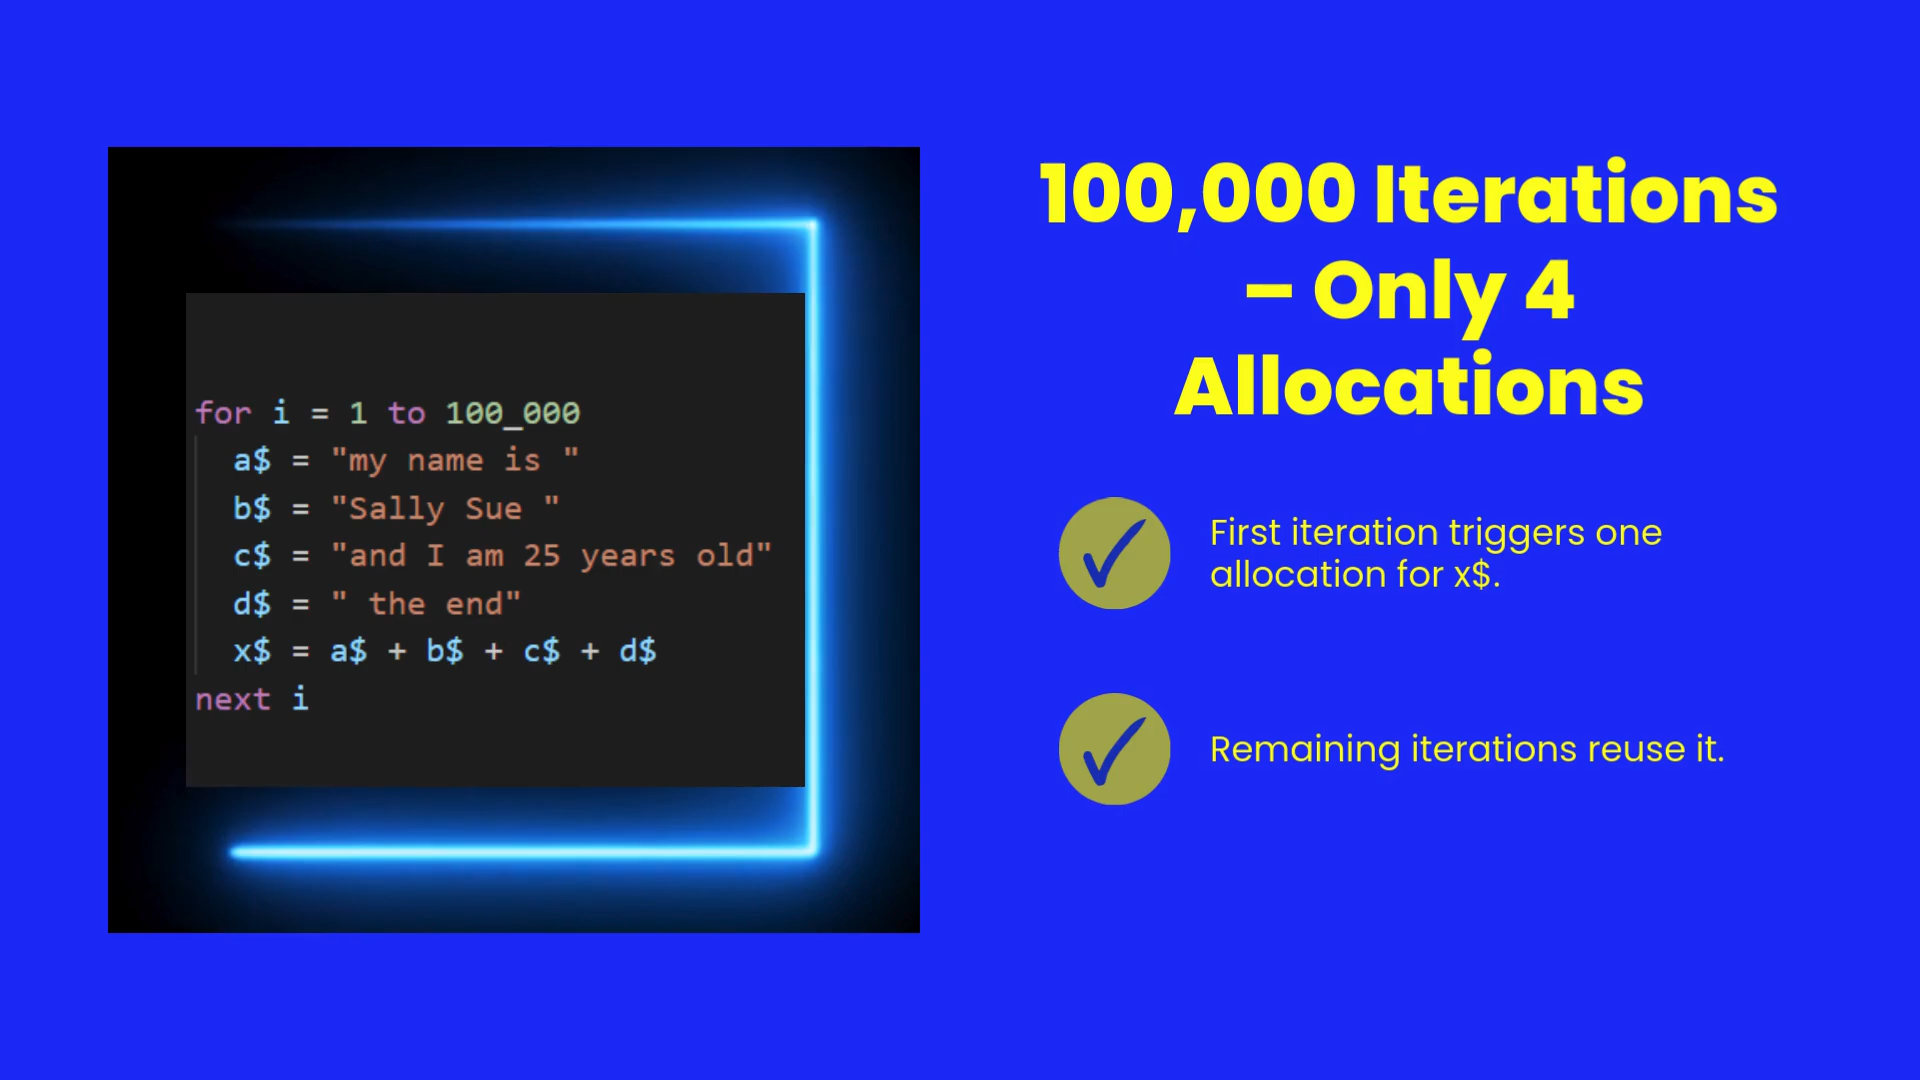 for i = 1 to 100_000
a$ = "my name is "
b$ = "Sally Sue "
c$ = "and I am 25 years old"
d$ = " the end"
x$ = a$ + b$ + c$ + d$
next i
100,000 Iterations
– Only 4
Allocations
First iteration triggers one
allocation for x$.
Remaining iterations reuse it.